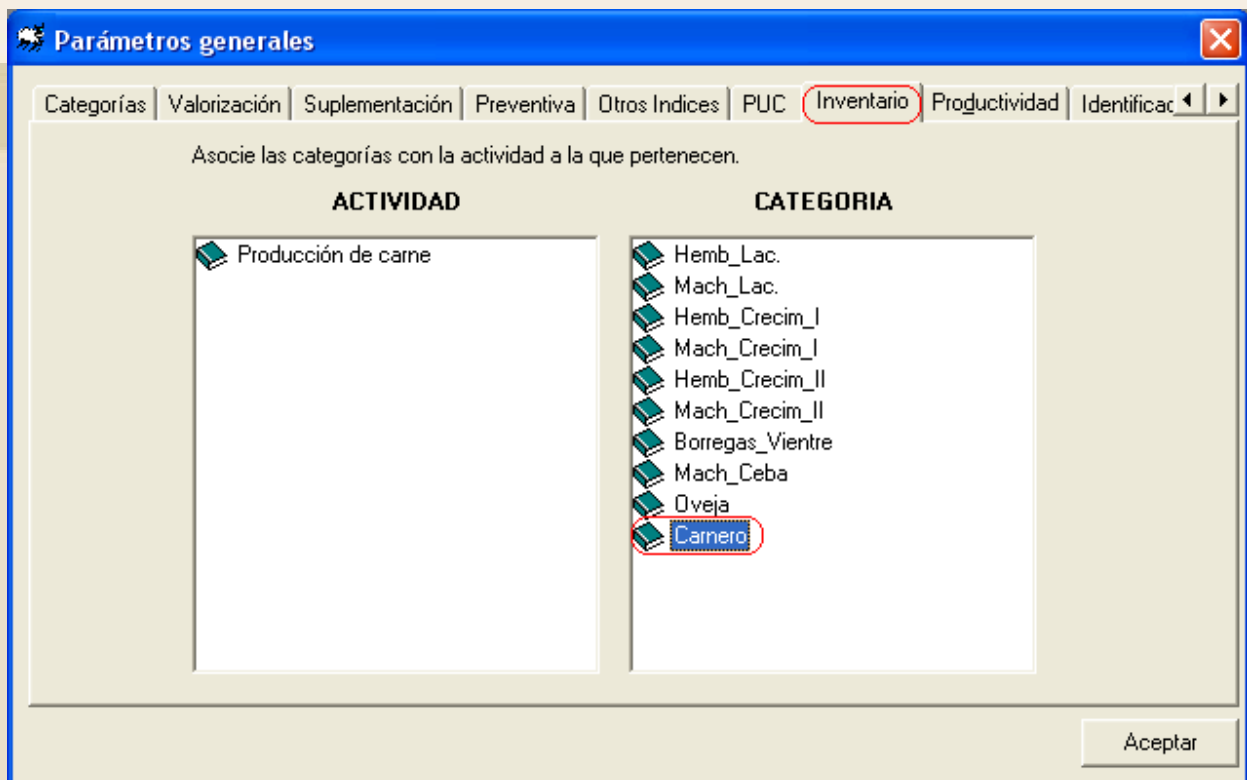 Parámetros generales
Categorías Valorización Suplementación Preventiva Otros Indices PUC Inventario Productividad Identificac
Asocie las categorías con la actividad a la que pertenecen.
ACTIVIDAD CATEGORIA
Producción de carne
Hemb_Lac.
Mach_Lac.
Hemb_Crecim_I
Mach_Crecim_I
Hemb_Crecim_II
Mach_Crecim_II
Borregas_Vientre
Mach_Ceba
Oveja
Carnero
Aceptar